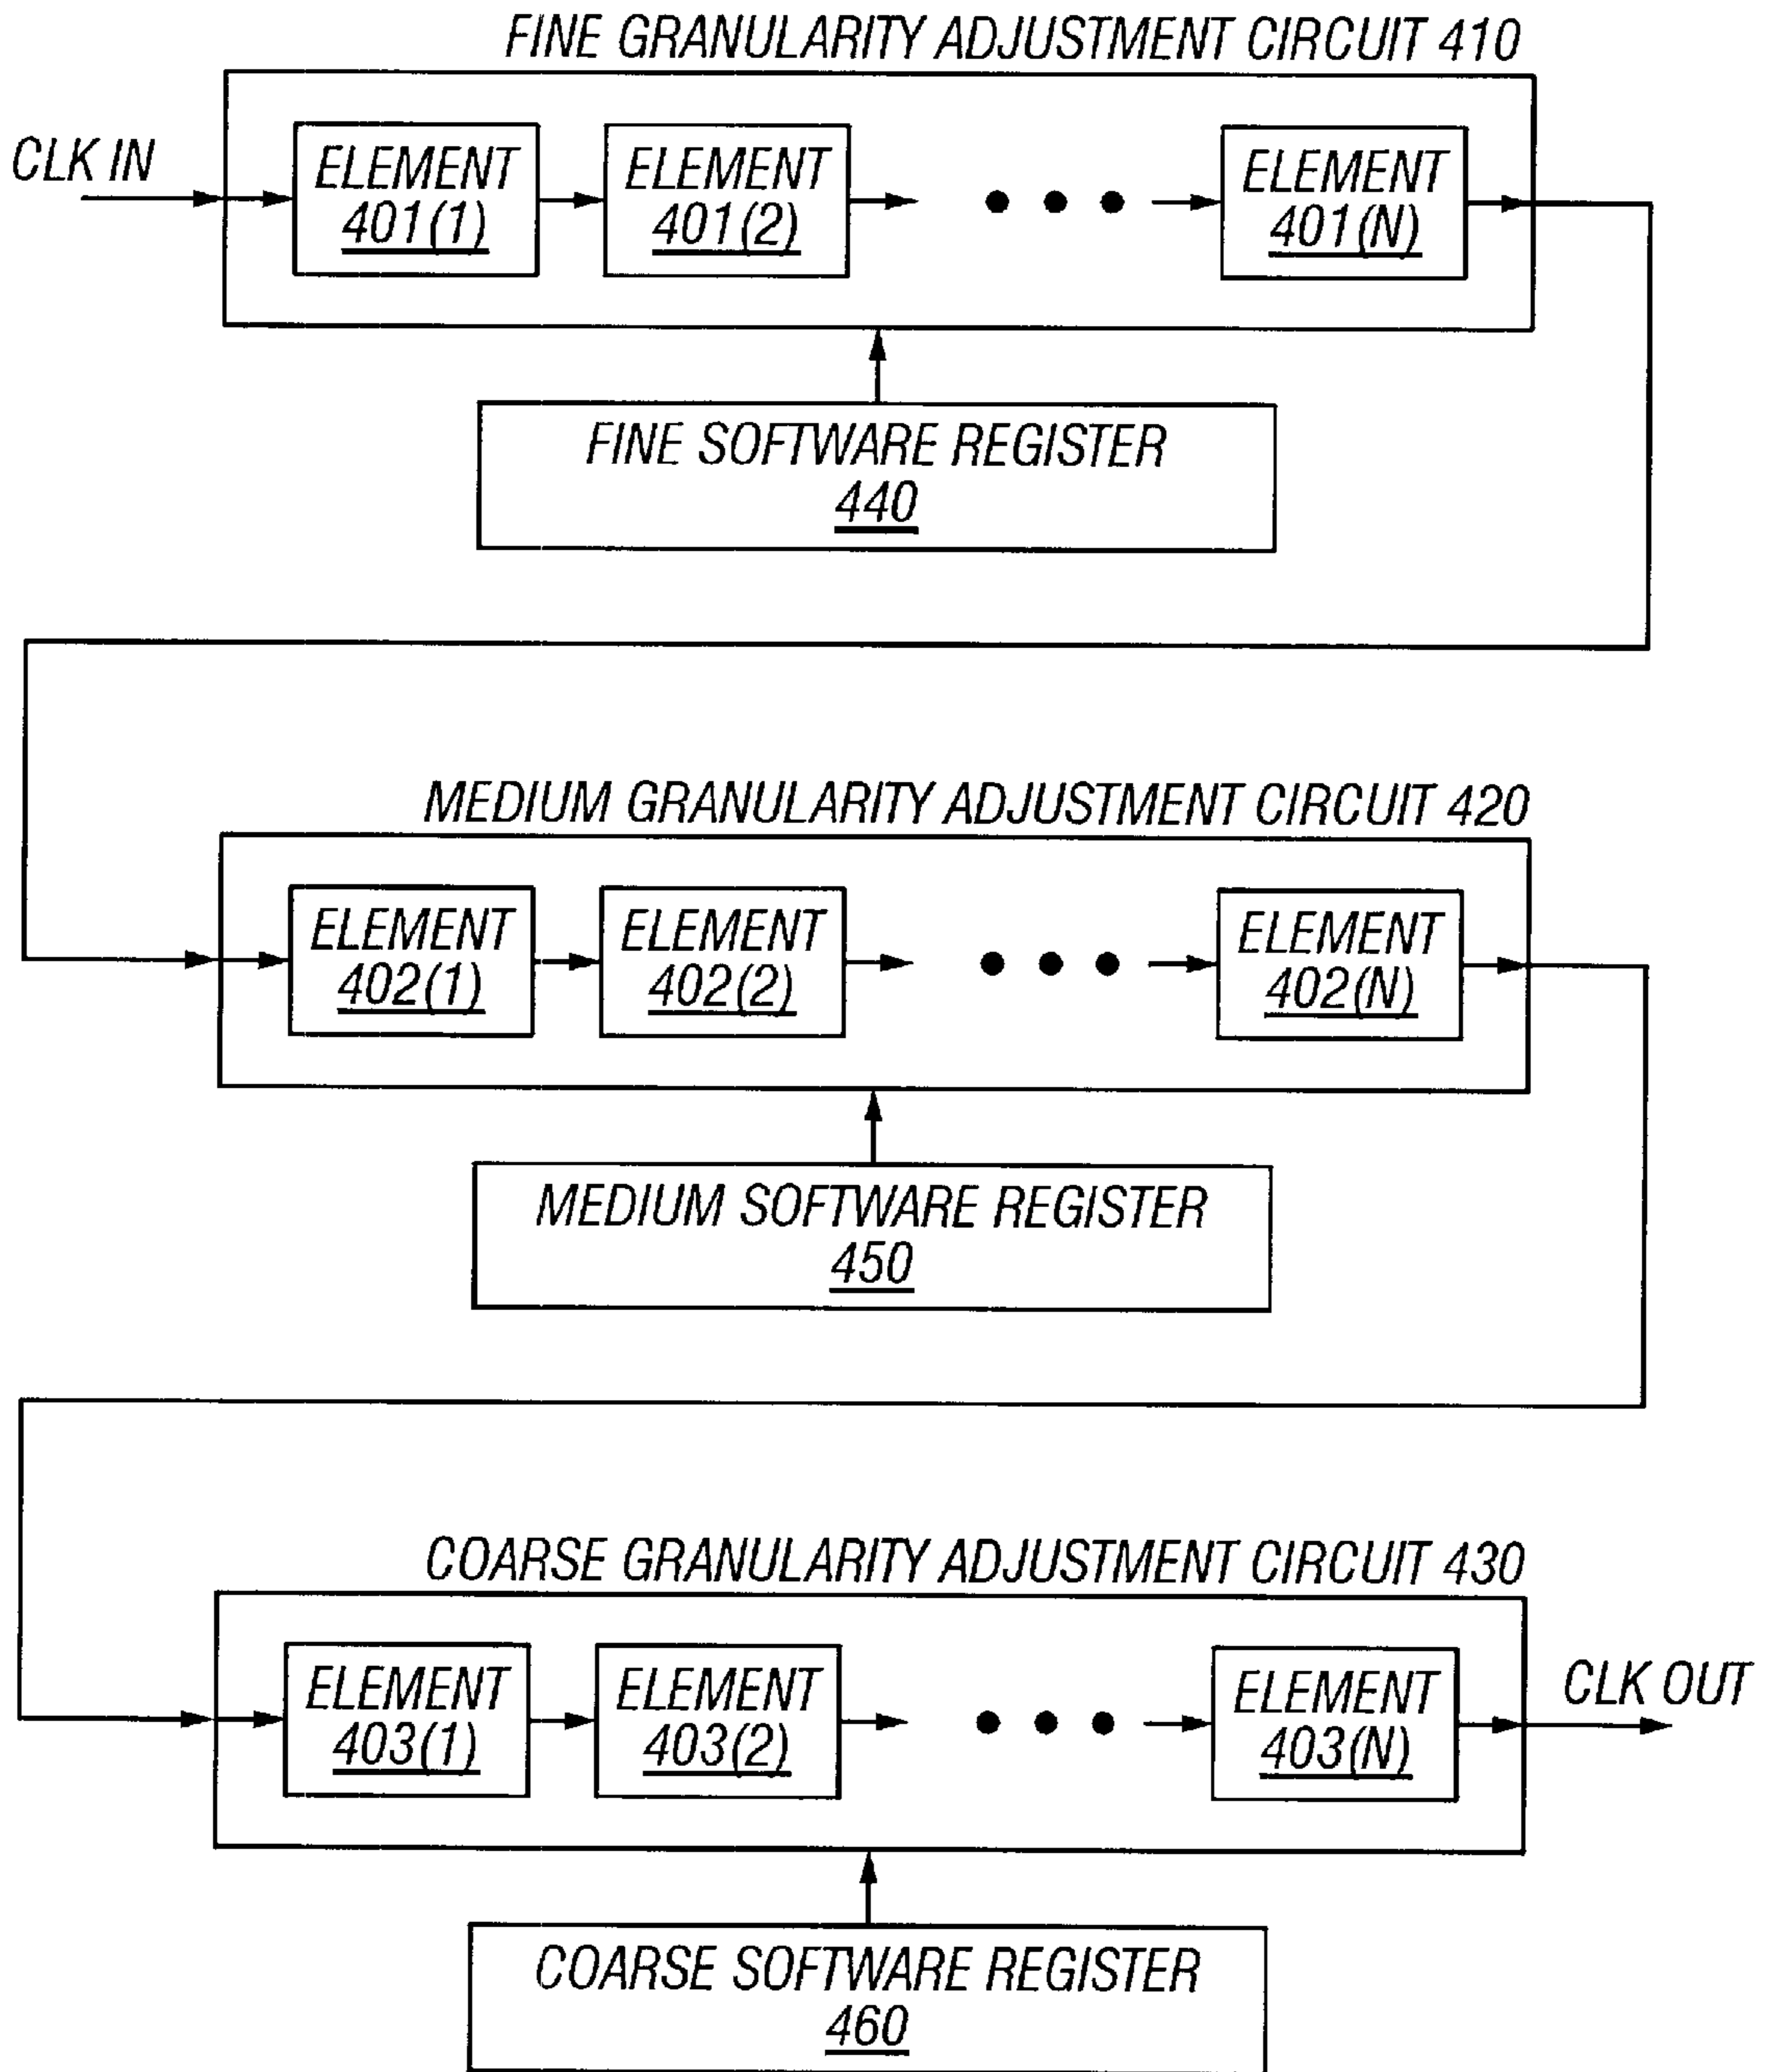 FINE GRANULARITY ADJUSTMENT CIRCUIT 410
CLK IN
ELEMENT
401(1)
ELEMENT
401(2)
ELEMENT
401(N)
FINE SOFTWARE REGISTER
440
MEDIUM GRANULARITY ADJUSTMENT CIRCUIT 420
ELEMENT
402(1)
ELEMENT
402(2)
ELEMENT
402(N)
MEDIUM SOFTWARE REGISTER
450
COARSE GRANULARITY ADJUSTMENT CIRCUIT 430
ELEMENT
403(1)
ELEMENT
403(2)
ELEMENT
403(N)
CLK OUT
COARSE SOFTWARE REGISTER
460